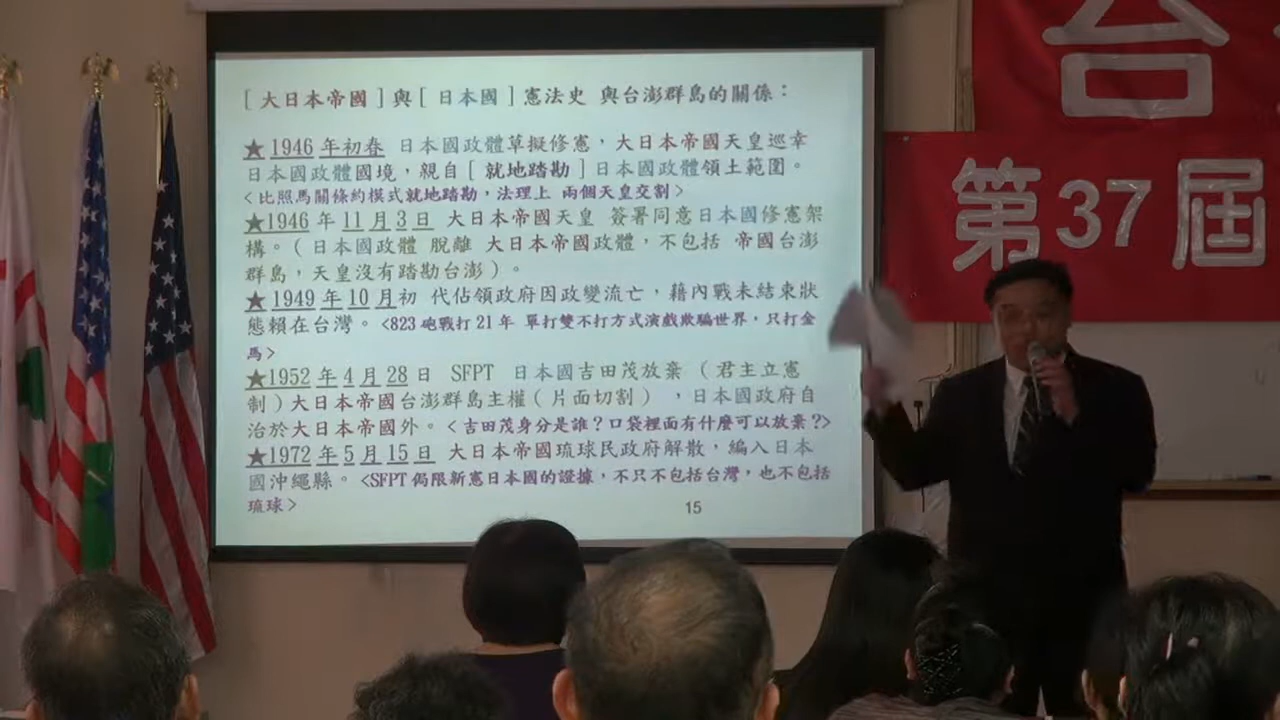 [ 大日本帝國 ] 與 [ 日本國 ] 憲法史 與台澎群島的關係：
★1946 年初春 日本國政體草擬修憲，大日本帝國天皇巡幸
日本國政體國境，親自 [ 就地踏勘 ] 日本國政體領土範圍。
<比照馬關條約模式就地踏勘，法理上 兩個天皇交割>
★1946 年 11 月 3 日 大日本帝國天皇 簽署同意日本國修憲架
構。（日本國政體 脫離 大日本帝國政體，不包括 帝國台澎
群島，天皇沒有踏勘台澎）。
★ 1949 年 10 月初 代佔領政府因政變流亡，藉內戰未結束狀
態賴在台灣。<823 砲戰打 21 年 單打雙不打方式演戲欺騙世界，只打金
馬>
★1952 年 4 月 28 日 SFPT 日本國吉田茂放棄 （君主立憲
制）大日本帝國台澎群島主權（片面切割），日本國政府自
治於大日本帝國外。<吉田茂身分是誰？口袋裡面有什麼可以放棄？>
★1972 年 5 月 15 日 大日本帝國琉球民政府解散，編入日本
國沖繩縣。<SFPT 侷限新憲日本國的證據，不只不包括台灣，也不包括
琉球>
15
台
第37屆